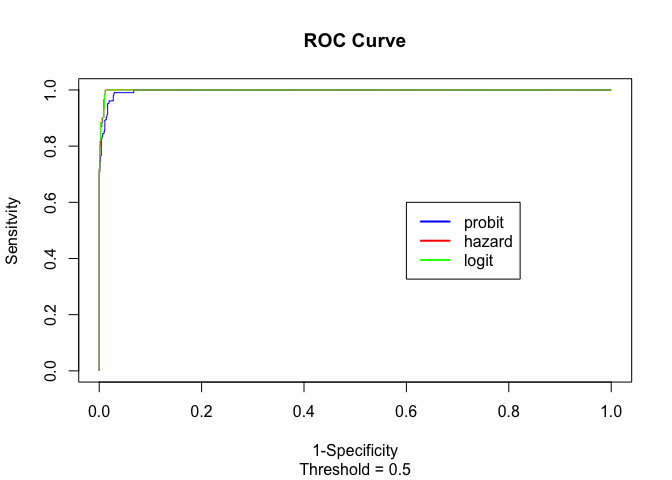 ROC Curve
Sensitvity
1.0
0.8
0.6
0.4
0.2
0.0
probit
hazard
logit
0.0 0.2 0.4 0.6 0.8 1.0
1-Specificity
Threshold = 0.5